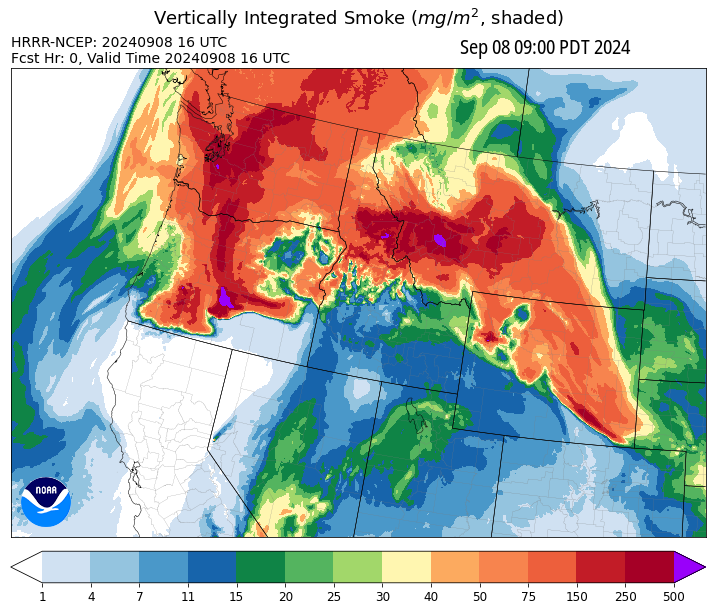 Vertically Integrated Smoke (mg/m², shaded)
HRRR-NCEP: 20240908 16 UTC
Fcst Hr: 0, Valid Time 20240908 16 UTC
Sep 08 09:00 PDT 2024
NOAA
1 4 7 11 15 20 25 30 40 50 75 150 250 500